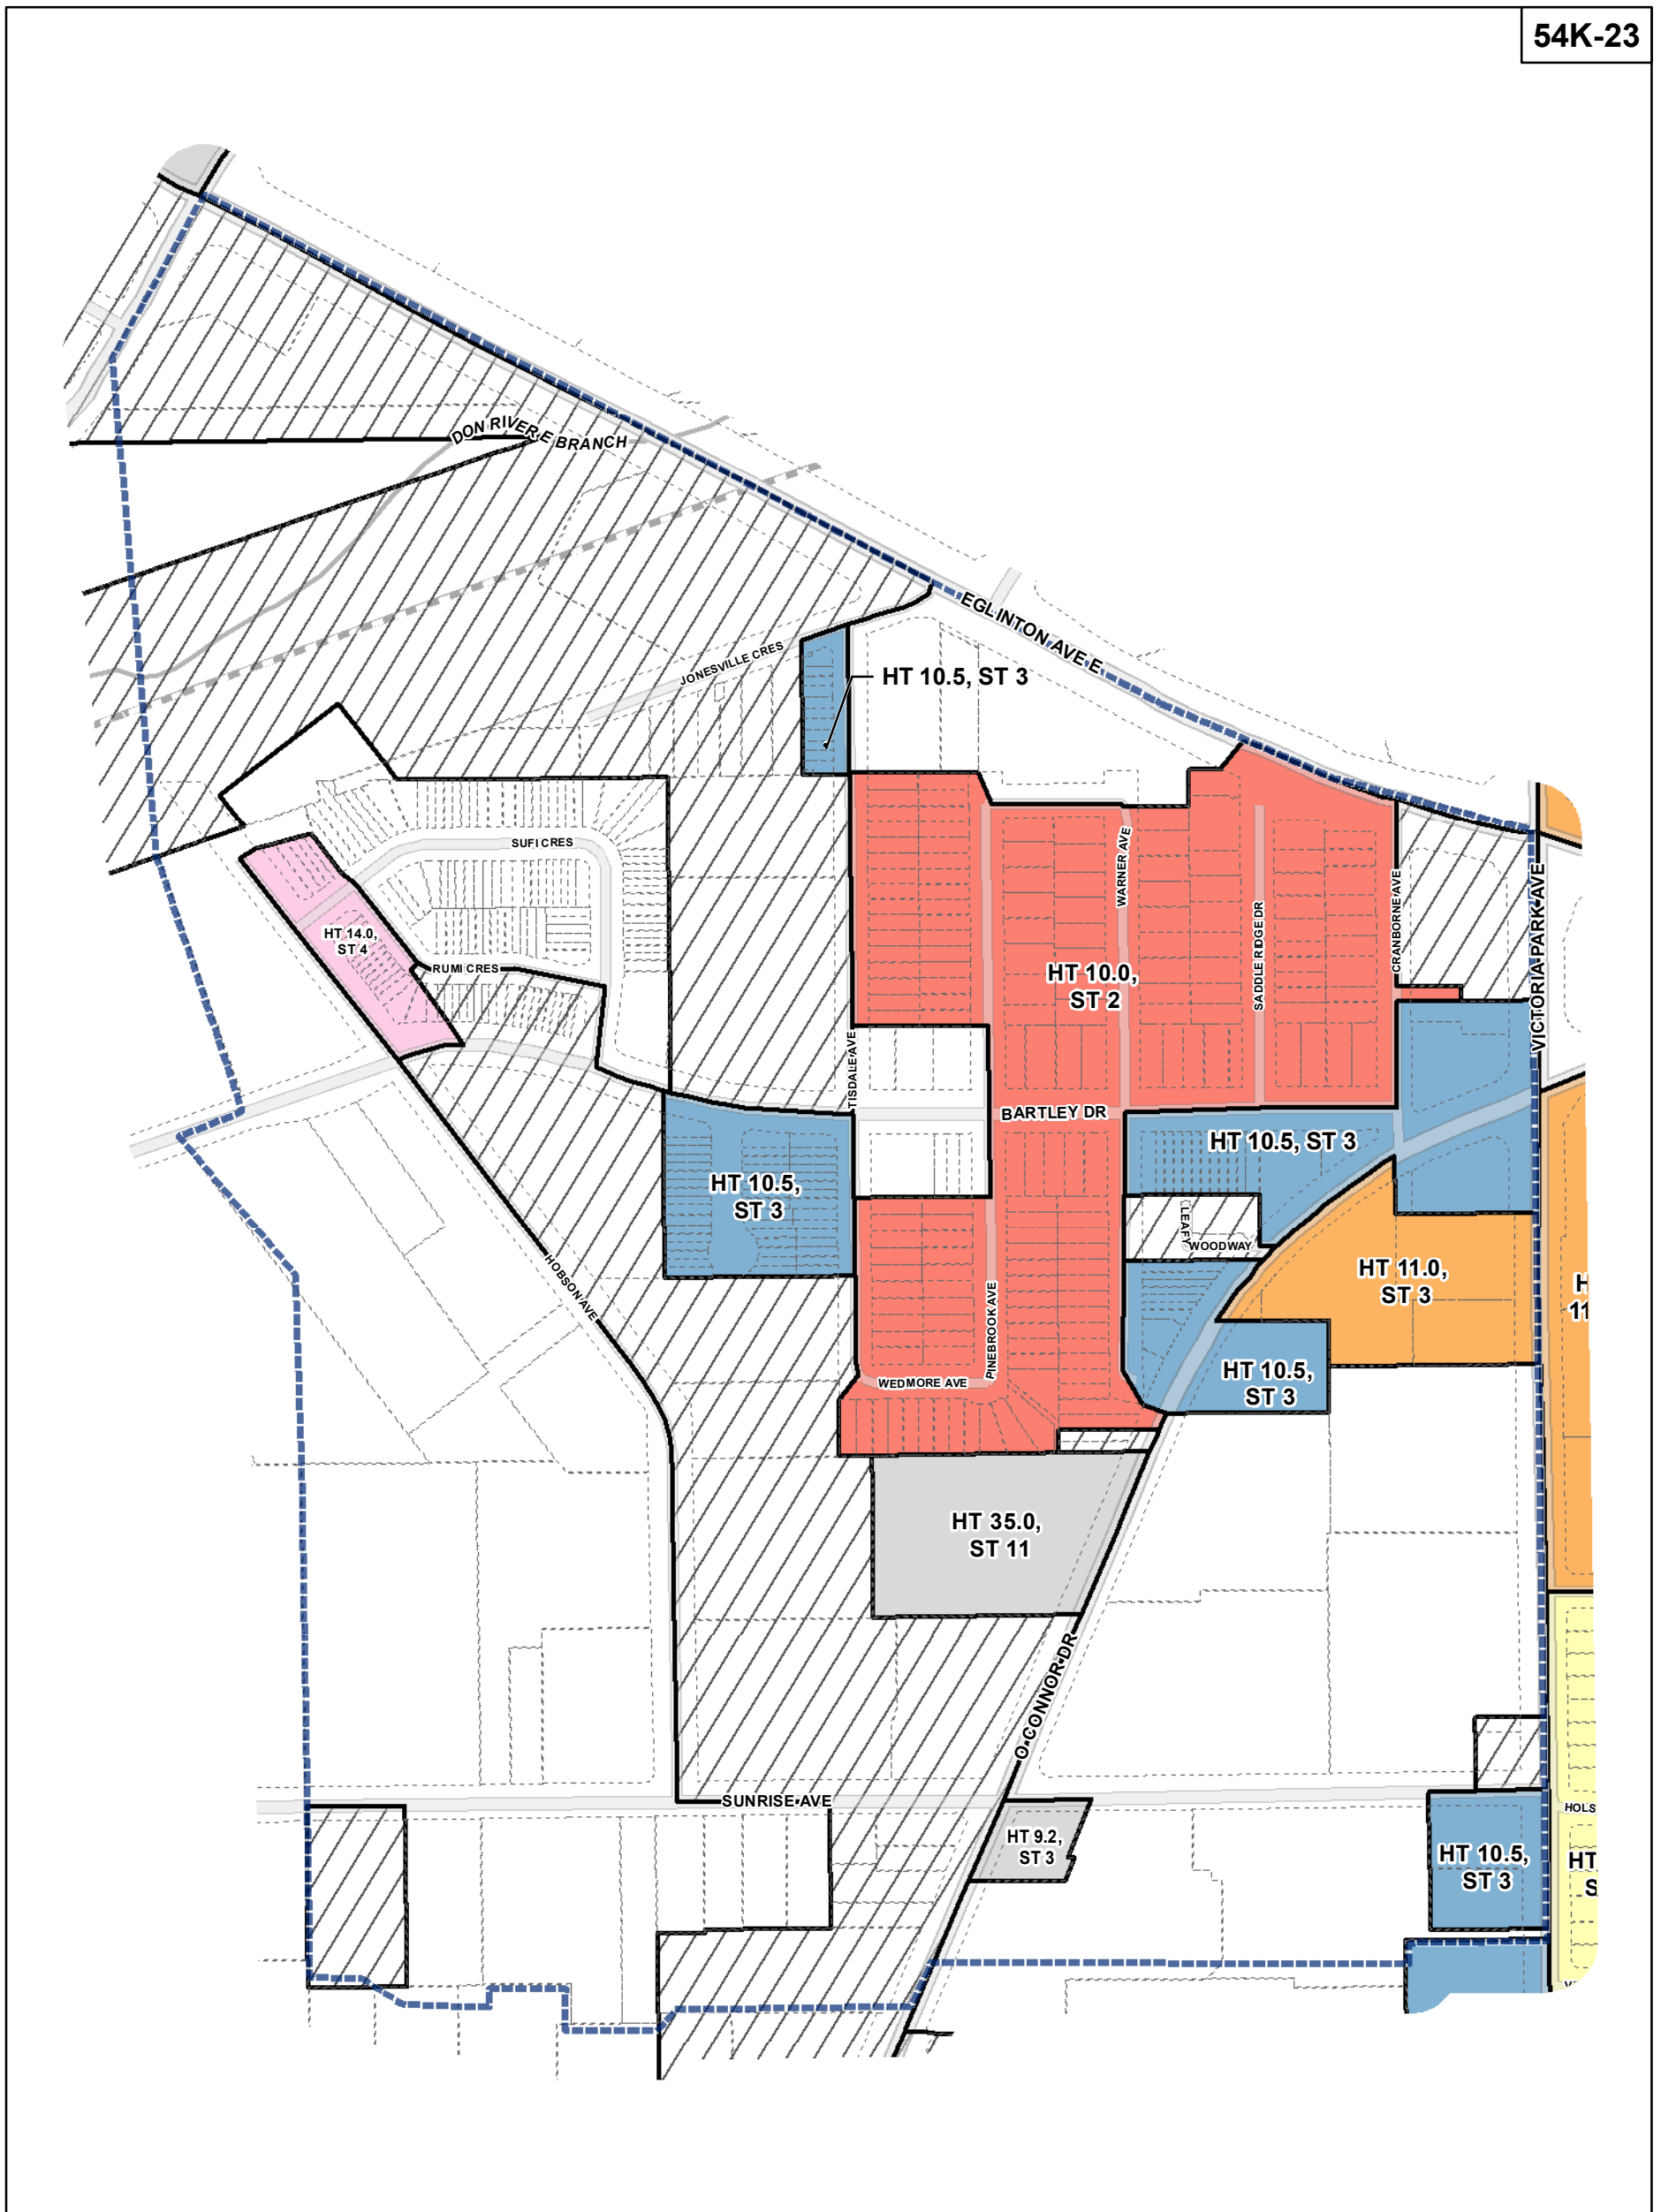 54K-23
DON RIVER E BRANCH
EGLINTON AVE E
JONESVILLE CRES
HT 10.5, ST 3
SUFI CRES
WARNER AVE
VICTORIA PARK AVE
CRANBORNE AVE
SADDLE RIDGE DR
HT 14.0,
ST 4
RUMI CRES
HT 10.0,
ST 2
TISDALE AVE
BARTLEY DR
HT 10.5, ST 3
HT 10.5,
ST 3
LEAFY
WOODWAY
HOBSON AVE
HT 11.0,
ST 3
H
11
PINEBROOK AVE
WEDMORE AVE
HT 10.5,
ST 3
HT 35.0,
ST 11
O CONNOR DR
SUNRISE AVE
HOLS
HT 9.2,
ST 3
HT 10.5,
ST 3
HT
S